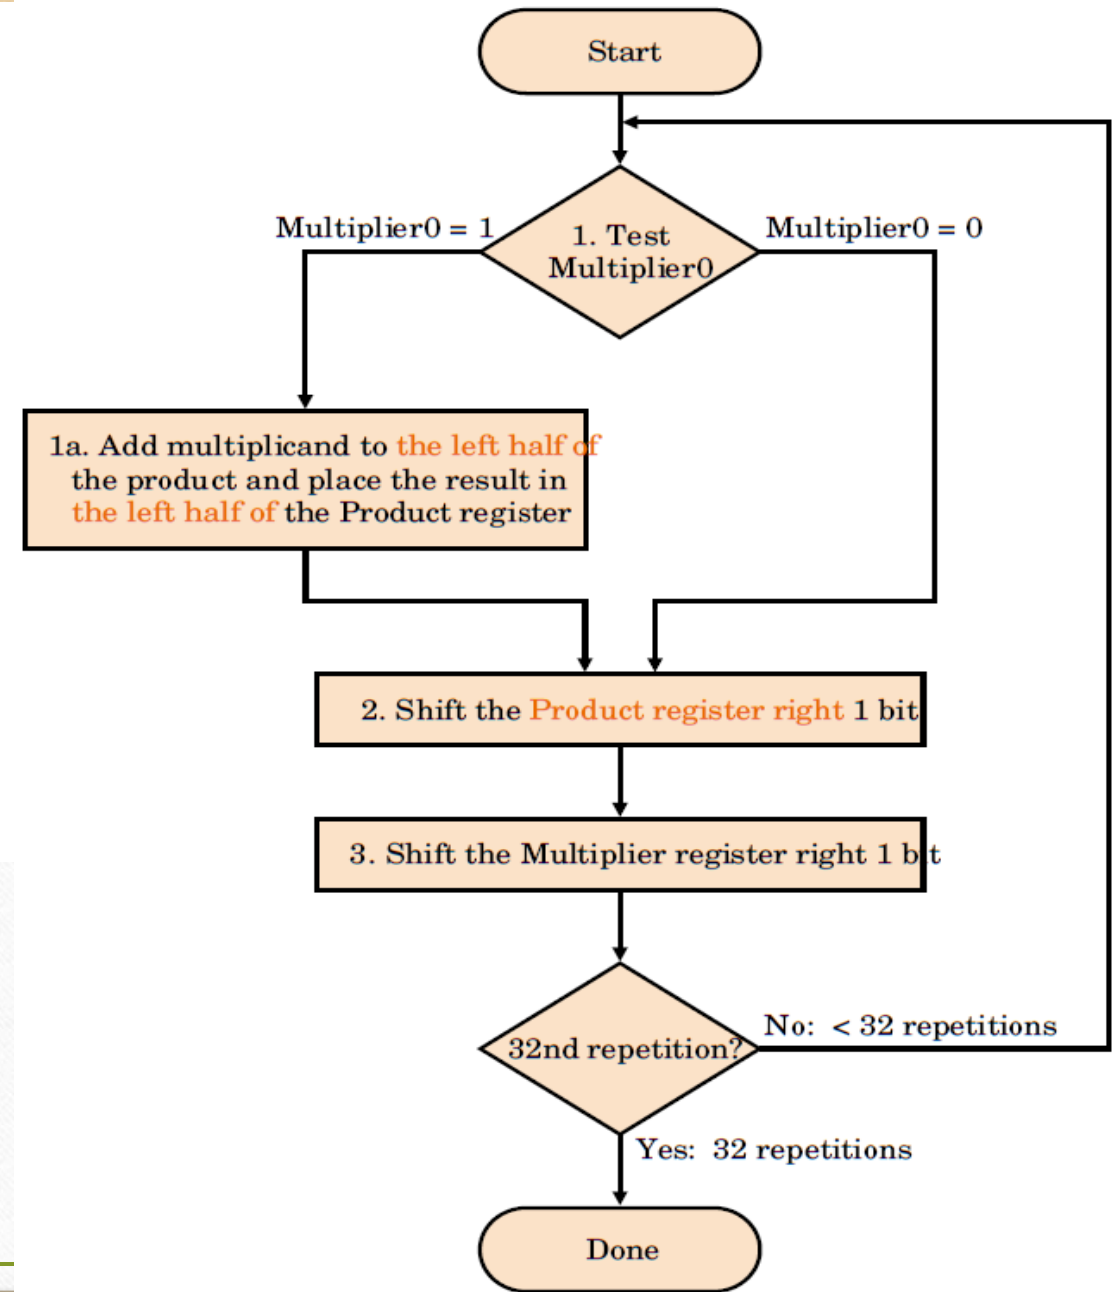 Start
Multiplier0 = 1
1. Test
Multiplier0
Multiplier0 = 0
1a. Add multiplicand to the left half of
the product and place the result in
the left half of the Product register
2. Shift the Product register right 1 bit
3. Shift the Multiplier register right 1 bit
32nd repetition?
No: < 32 repetitions
Yes: 32 repetitions
Done